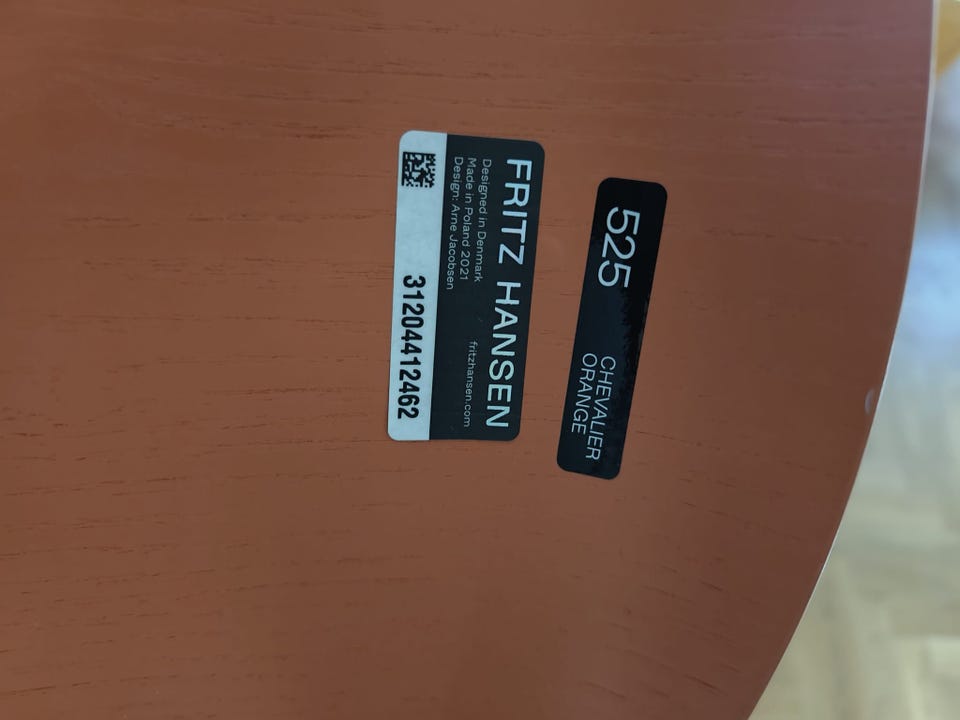 FRITZ HANSEN
Designed in Denmark
Made in Poland 2021
Design: Arne Jacobsen
fritzhansen.com
31204412462
525
CHEVALIER
ORANGE